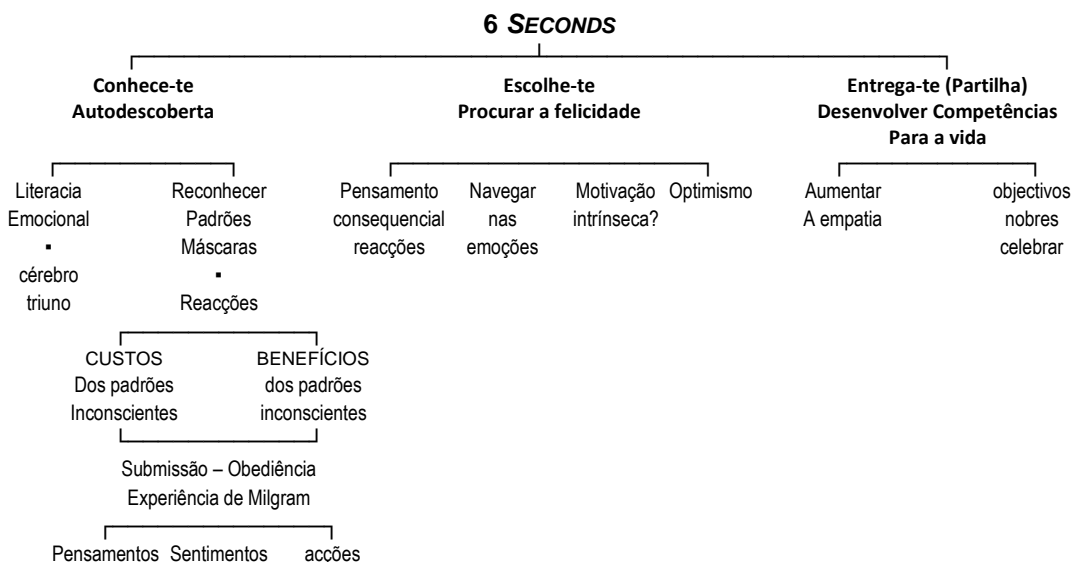 6 SECONDS
Conhece-te
Autodescoberta
Escolhe-te
Procurar a felicidade
Entrega-te (Partilha)
Desenvolver Competências
Para a vida
Literacia
Emocional
▪
cérebro
triuno
Reconhecer
Padrões
Máscaras
▪
Reacções
Pensamento
consequencial
reacções
Navegar
nas
emoções
Motivação
intrínseca?
Optimismo
Aumentar
A empatia
objectivos
nobres
celebrar
CUSTOS
Dos padrões
Inconscientes
BENEFÍCIOS
dos padrões
inconscientes
Submissão – Obediência
Experiência de Milgram
Pensamentos Sentimentos acções